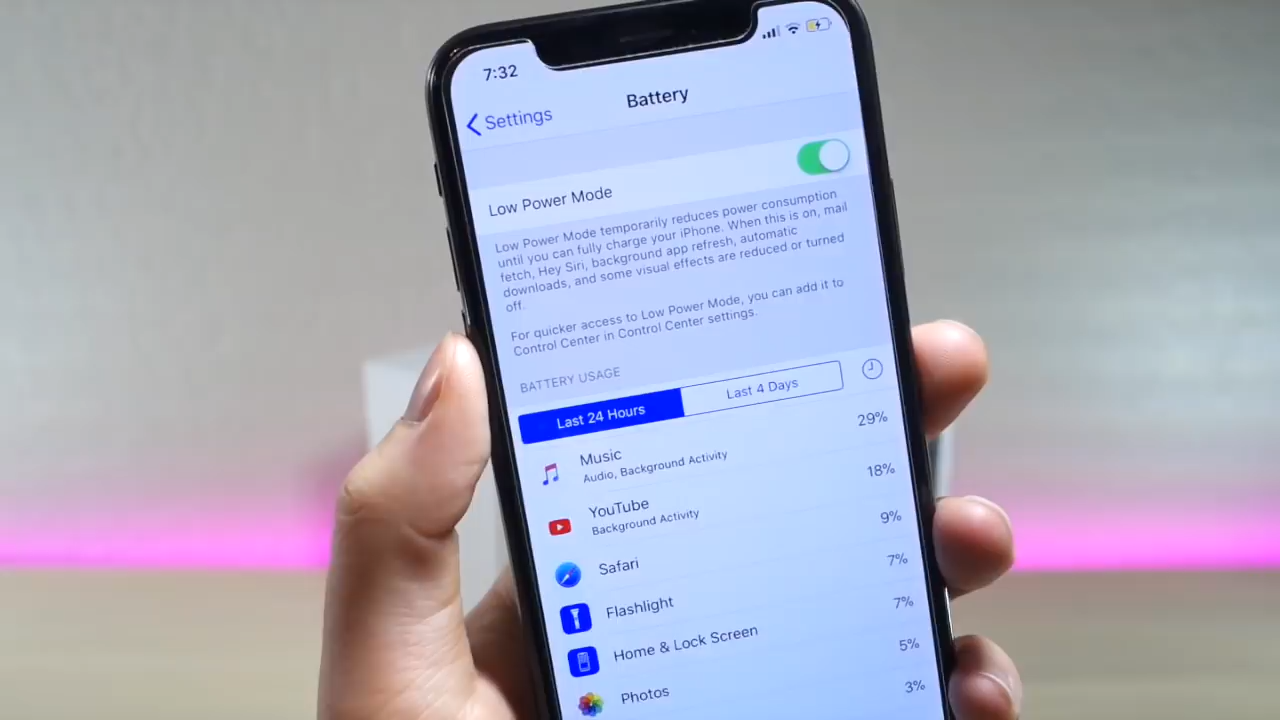 7:32
Settings
Battery
Low Power Mode
Low Power Mode temporarily reduces power consumption
until you can fully charge your iPhone. When this is on, mail
fetch, Hey Siri, background app refresh, automatic
downloads, and some visual effects are reduced or turned
off.
For quicker access to Low Power Mode, you can add it to
Control Center in Control Center settings.
BATTERY USAGE
Last 24 Hours
Last 4 Days
Music
29%
Audio, Background Activity
YouTube
18%
Background Activity
Safari
9%
Flashlight
7%
Home & Lock Screen
7%
Photos
5%
3%